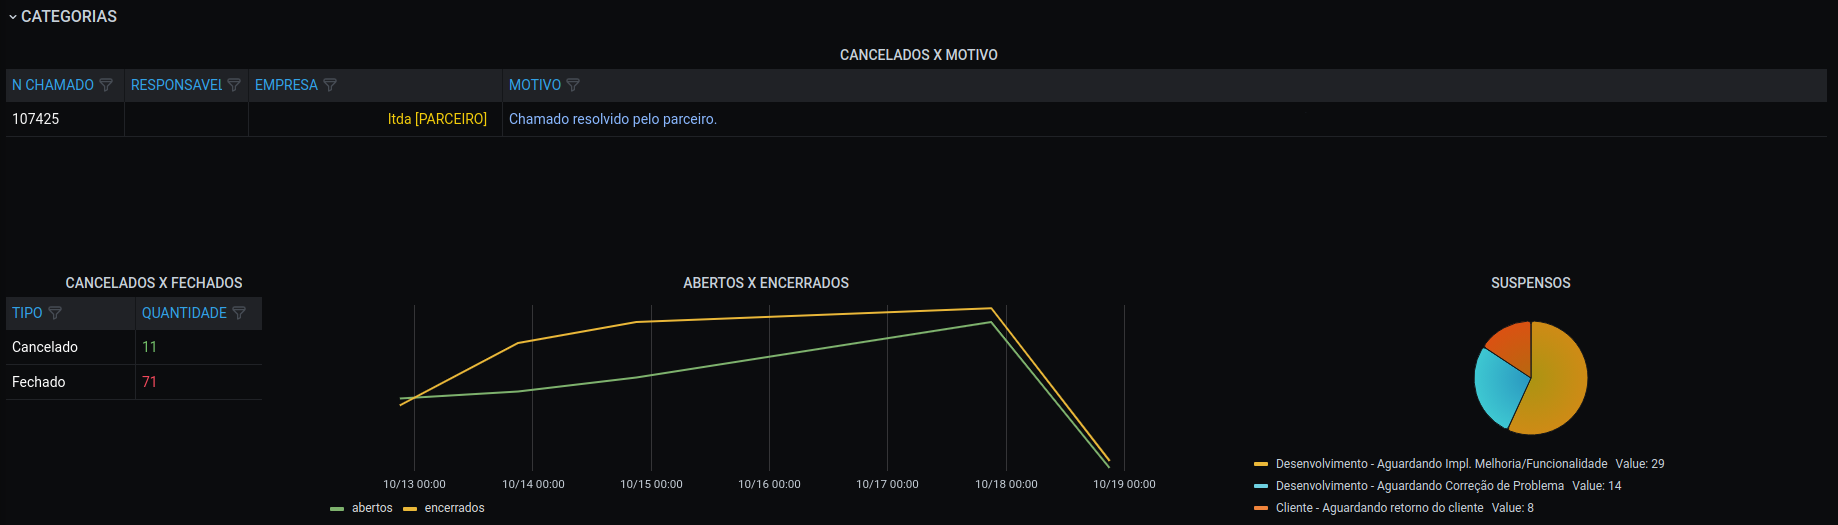 CATEGORIAS
CANCELADOS X MOTIVO
N CHAMADO RESPONSAVEL EMPRESA MOTIVO
107425 ltda [PARCEIRO] Chamado resolvido pelo parceiro.
CANCELADOS X FECHADOS
TIPO QUANTIDADE
Cancelado 11
Fechado 71
ABERTOS X ENCERRADOS
10/13 00:00 10/14 00:00 10/15 00:00 10/16 00:00 10/17 00:00 10/18 00:00 10/19 00:00
abertos encerrados
SUSPENSOS
Desenvolvimento - Aguardando Impl. Melhoria/Funcionalidade Value: 29
Desenvolvimento - Aguardando Correção de Problema Value: 14
Cliente - Aguardando retorno do cliente Value: 8